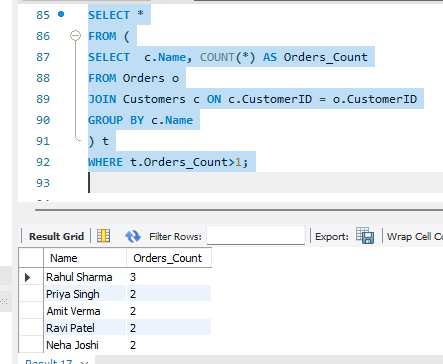 85 SELECT *
86 FROM (
87 SELECT c.Name, COUNT(*) AS Orders_Count
88 FROM Orders o
89 JOIN Customers c ON c.CustomerID = o.CustomerID
90 GROUP BY c.Name
91 ) t
92 WHERE t.Orders_Count>1;
93
Result Grid Filter Rows: Export: Wrap Cell Co
Name Orders_Count
Rahul Sharma 3
Priya Singh 2
Amit Verma 2
Ravi Patel 2
Neha Joshi 2
Result 17